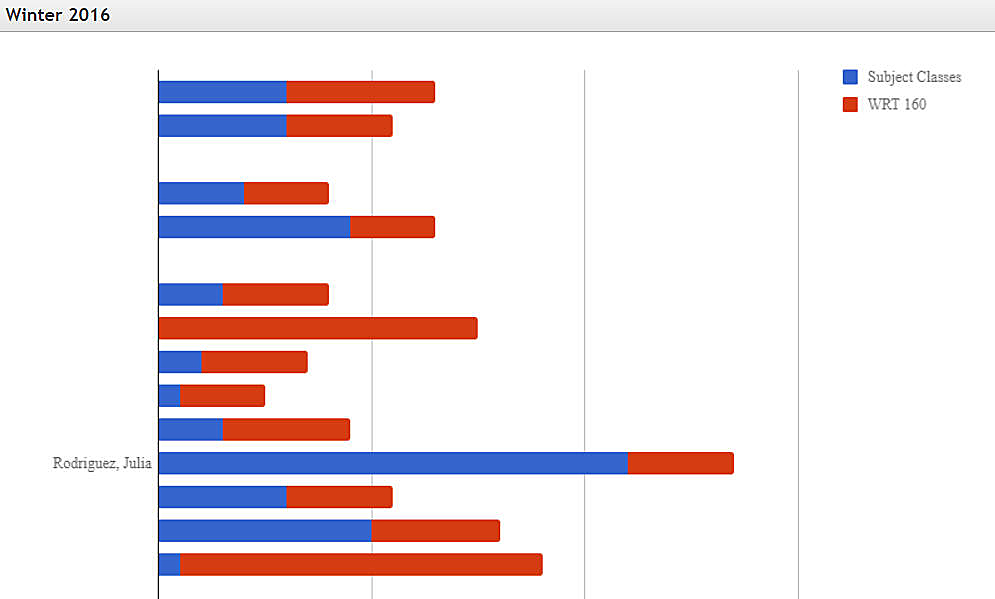 Winter 2016
Subject Classes
WRT 160
Rodriguez, Julia